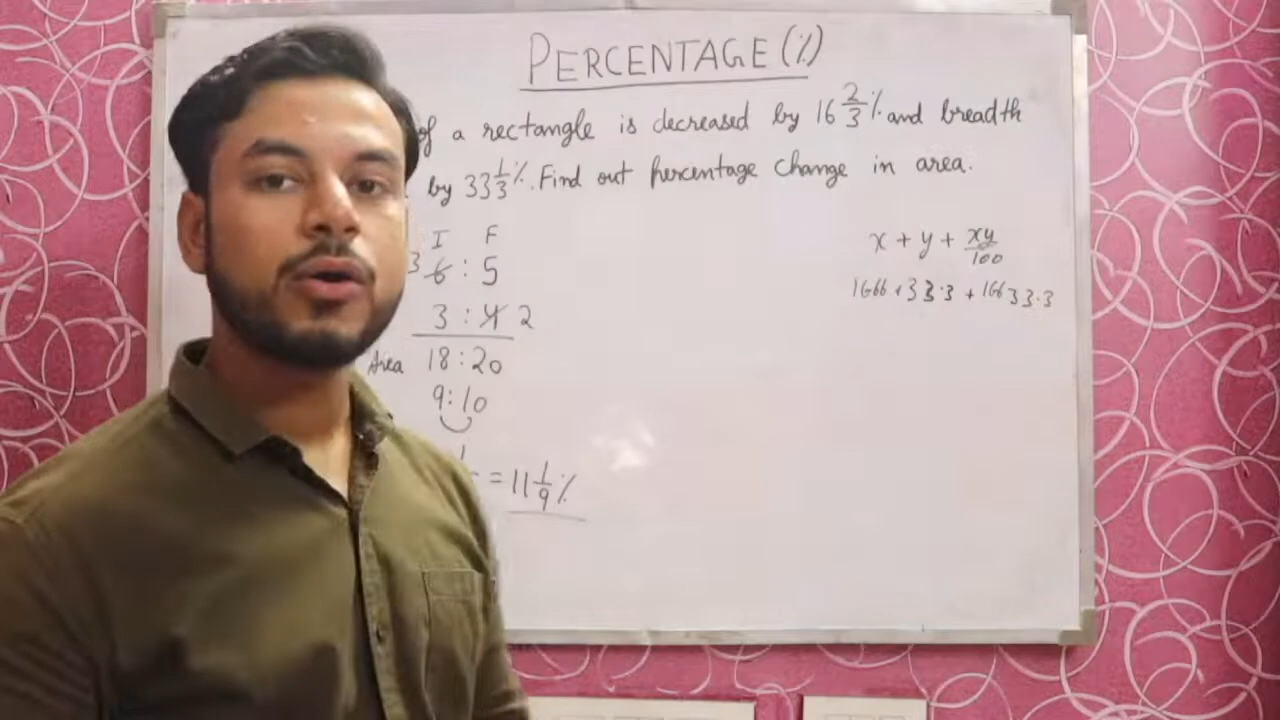 PERCENTAGE (%)
of a rectangle is decreased by 16 2/3 % and breadth
by 33 1/3 %. Find out percentage change in area.
I F
3 6 : 5
3 : 4 2
Area 18 : 20
9 : 10
= 11 1/9 %
x + y + xy/100
1666 + 33.3 + 166 33.3